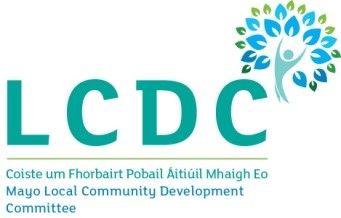 LCDC
Coiste um Fhorbairt Pobail Áitiúil Mhaigh Eo
Mayo Local Community Development
Committee